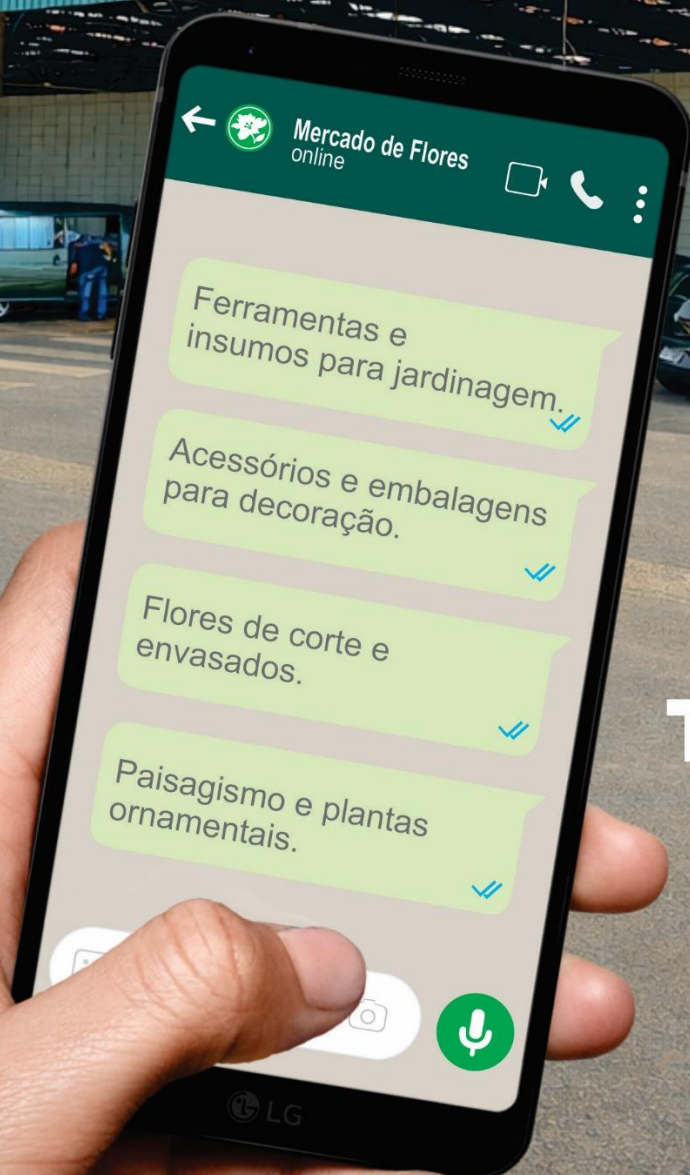 Mercado de Flores
online
Ferramentas e
insumos para jardinagem.
Acessórios e embalagens
para decoração.
Flores de corte e
envasados.
Paisagismo e plantas
ornamentais.
LG
T